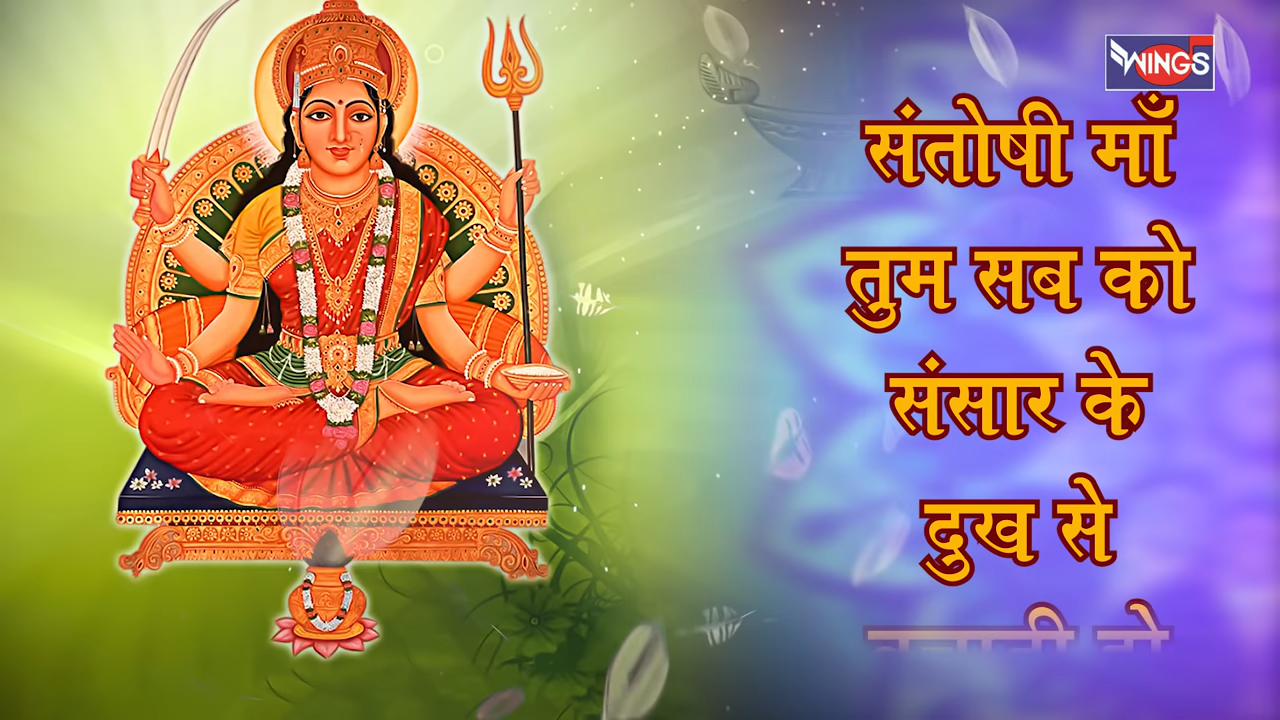 WINGS
संतोषी माँ
तुम सब को
संसार के
दुख से